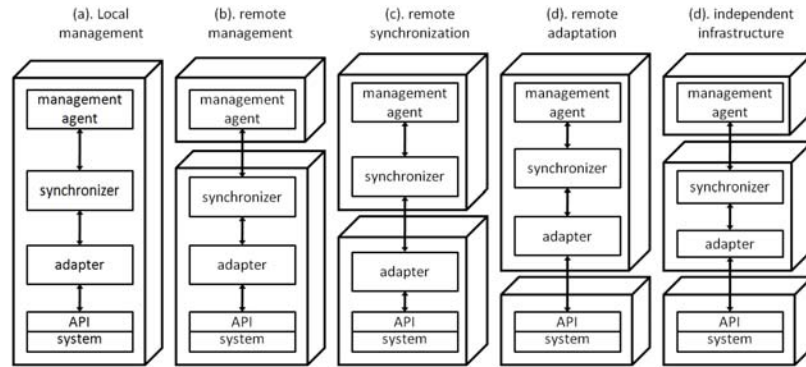 (a). Local
management
(b). remote
management
(c). remote
synchronization
(d). remote
adaptation
(d). independent
infrastructure
management
agent
synchronizer
adapter
API
system
management
agent
synchronizer
adapter
API
system
management
agent
synchronizer
adapter
API
system
management
agent
synchronizer
adapter
API
system
management
agent
synchronizer
adapter
API
system